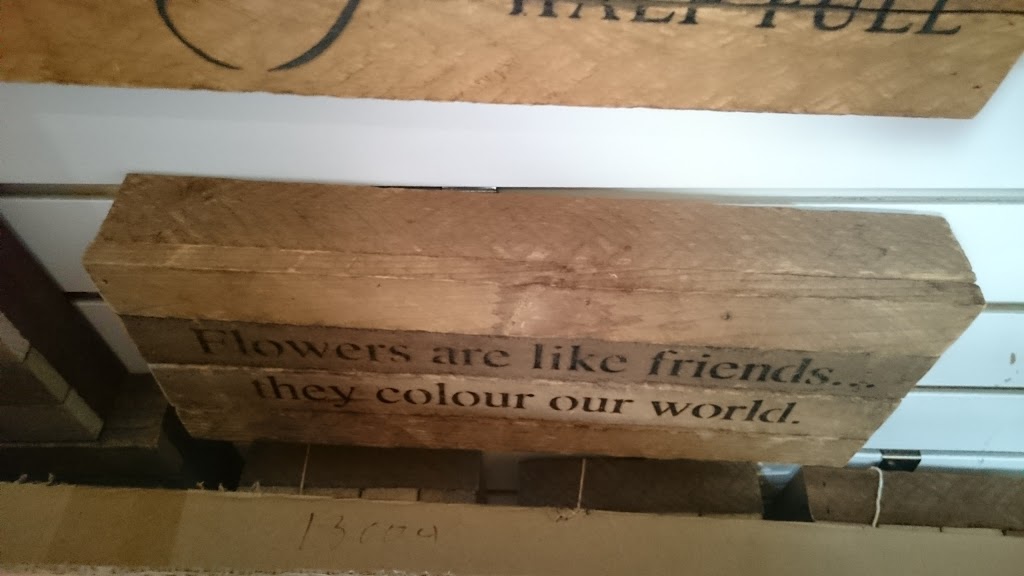 HALF FULL
Flowers are like friends...
they colour our world.